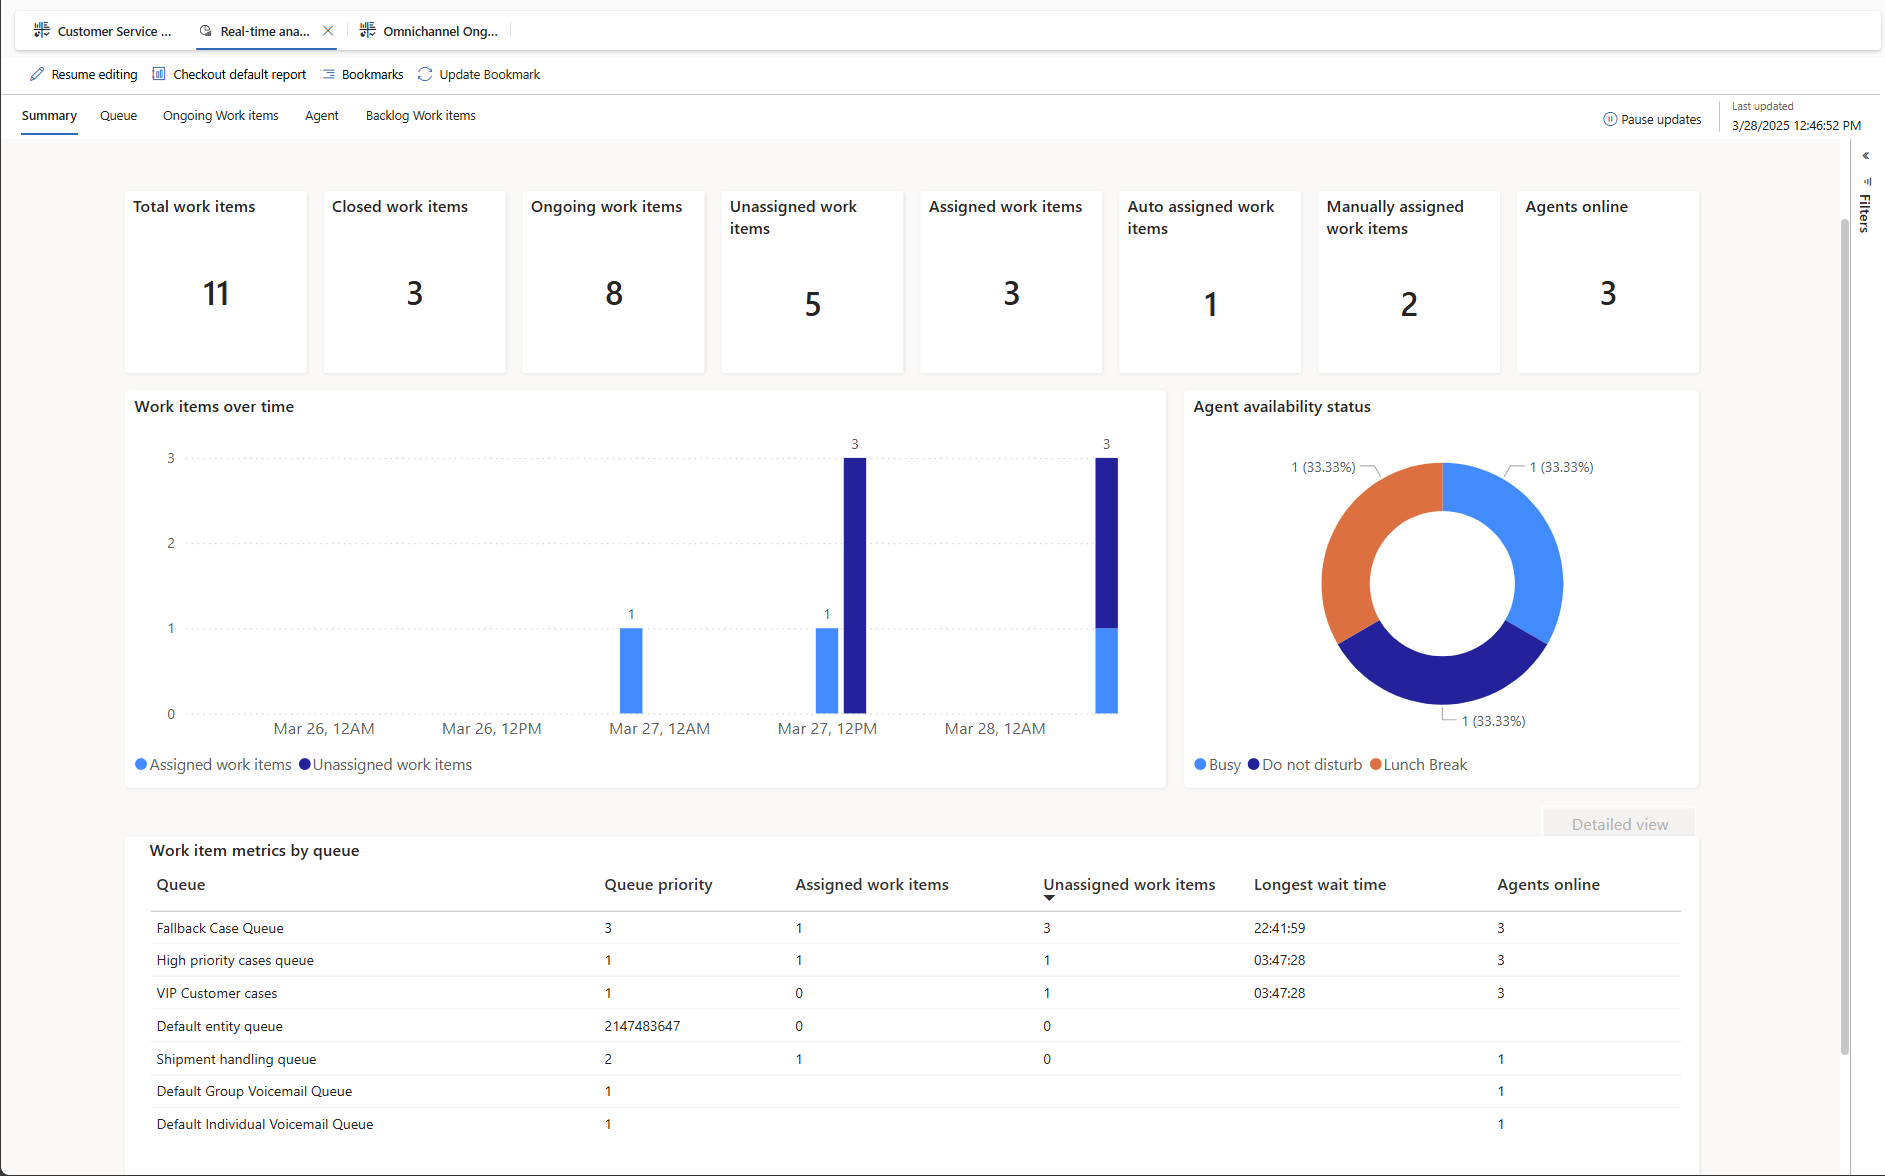 Customer Service ...
Real-time ana...
Omnichannel Ong...
Resume editing
Checkout default report
Bookmarks
Update Bookmark
Summary
Queue
Ongoing Work items
Agent
Backlog Work items
Pause updates
Last updated
3/28/2025 12:46:52 PM
Filters
Total work items
11
Closed work items
3
Ongoing work items
8
Unassigned work
items
5
Assigned work items
3
Auto assigned work
items
1
Manually assigned
work items
2
Agents online
3
Work items over time
3
2
1
0
1
1
3
3
Mar 26, 12AM
Mar 26, 12PM
Mar 27, 12AM
Mar 27, 12PM
Mar 28, 12AM
Assigned work items
Unassigned work items
Agent availability status
1 (33.33%)
1 (33.33%)
1 (33.33%)
Busy
Do not disturb
Lunch Break
Detailed view
Work item metrics by queue
Queue Queue priority Assigned work items Unassigned work items Longest wait time Agents online
Fallback Case Queue 3 1 3 22:41:59 3
High priority cases queue 1 1 1 03:47:28 3
VIP Customer cases 1 0 1 03:47:28 3
Default entity queue 2147483647 0 0
Shipment handling queue 2 1 0 1
Default Group Voicemail Queue 1 1
Default Individual Voicemail Queue 1 1